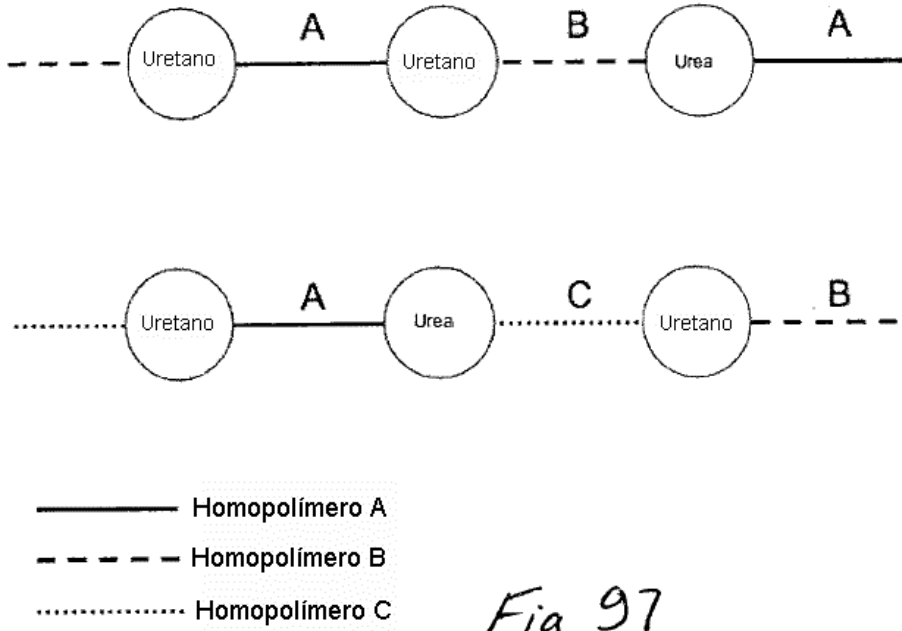 A B A
Uretano Uretano Urea
A C B
Uretano Urea Uretano
Homopolímero A
Homopolímero B
Homopolímero C
Fig 97